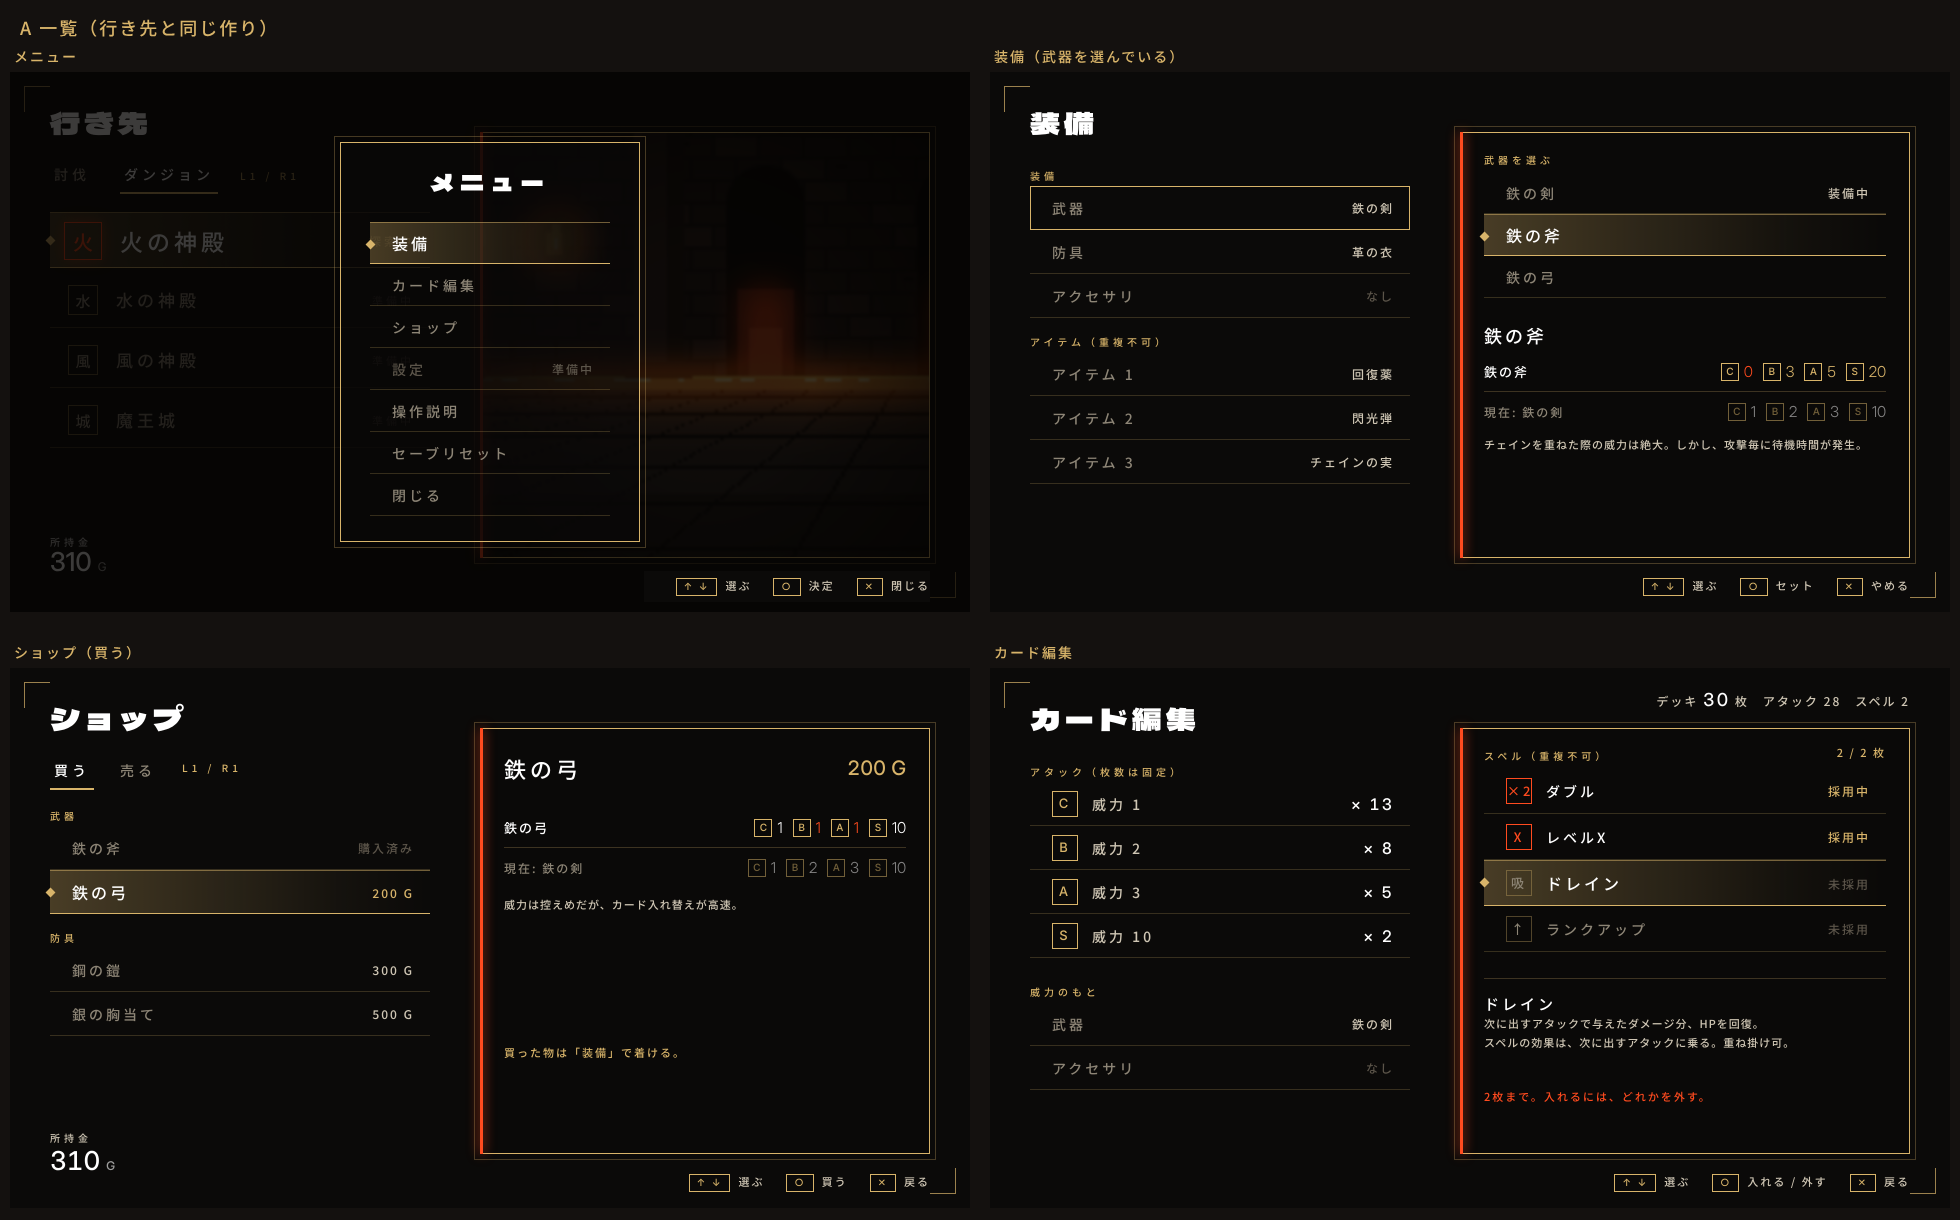 A 一覧（行き先と同じ作り）
メニュー
行き先
討伐 ダンジョン L1 / R1
火 火の神殿
水 水の神殿
風 風の神殿
城 魔王城
所持金
310 G
メニュー
装備
カード編集
ショップ
設定 準備中
操作説明
セーブリセット
閉じる
↑ ↓ 選ぶ ○ 決定 × 閉じる
装備（武器を選んでいる）
装備
装備
武器 鉄の剣
防具 革の衣
アクセサリ なし
アイテム（重複不可）
アイテム 1 回復薬
アイテム 2 閃光弾
アイテム 3 チェインの実
武器を選ぶ
鉄の剣 装備中
鉄の斧
鉄の弓
鉄の斧
鉄の斧 C 0 B 3 A 5 S 20
現在: 鉄の剣 C 1 B 2 A 3 S 10
チェインを重ねた際の威力は絶大。しかし、攻撃毎に待機時間が発生。
↑ ↓ 選ぶ ○ セット × やめる
ショップ（買う）
ショップ
買う 売る L1 / R1
武器
鉄の斧 購入済み
鉄の弓 200 G
防具
鋼の鎧 300 G
銀の胸当て 500 G
所持金
310 G
鉄の弓 200 G
鉄の弓 C 1 B 1 A 1 S 10
現在: 鉄の剣 C 1 B 2 A 3 S 10
威力は控えめだが、カード入れ替えが高速。
買った物は「装備」で着ける。
↑ ↓ 選ぶ ○ 買う × 戻る
カード編集
カード編集
デッキ 30 枚 アタック 28 スペル 2
アタック（枚数は固定）
C 威力 1 × 13
B 威力 2 × 8
A 威力 3 × 5
S 威力 10 × 2
威力のもと
武器 鉄の剣
アクセサリ なし
スペル（重複不可） 2 / 2 枚
×2 ダブル 採用中
X レベルX 採用中
吸 ドレイン 未採用
↑ ランクアップ 未採用
ドレイン
次に出すアタックで与えたダメージ分、HPを回復。
スペルの効果は、次に出すアタックに乗る。重ね掛け可。
2枚まで。入れるには、どれかを外す。
↑ ↓ 選ぶ ○ 入れる / 外す × 戻る